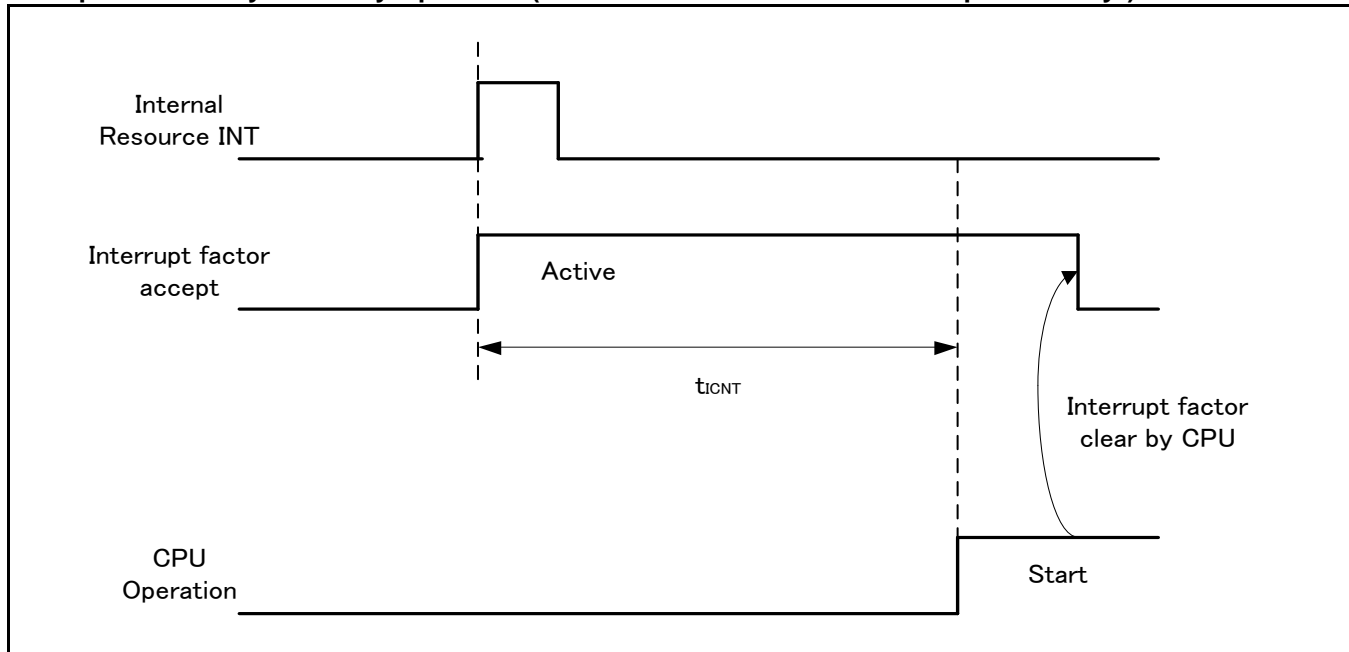 Internal
Resource INT
Interrupt factor
accept
Active
tICNT
Interrupt factor
clear by CPU
CPU
Operation
Start